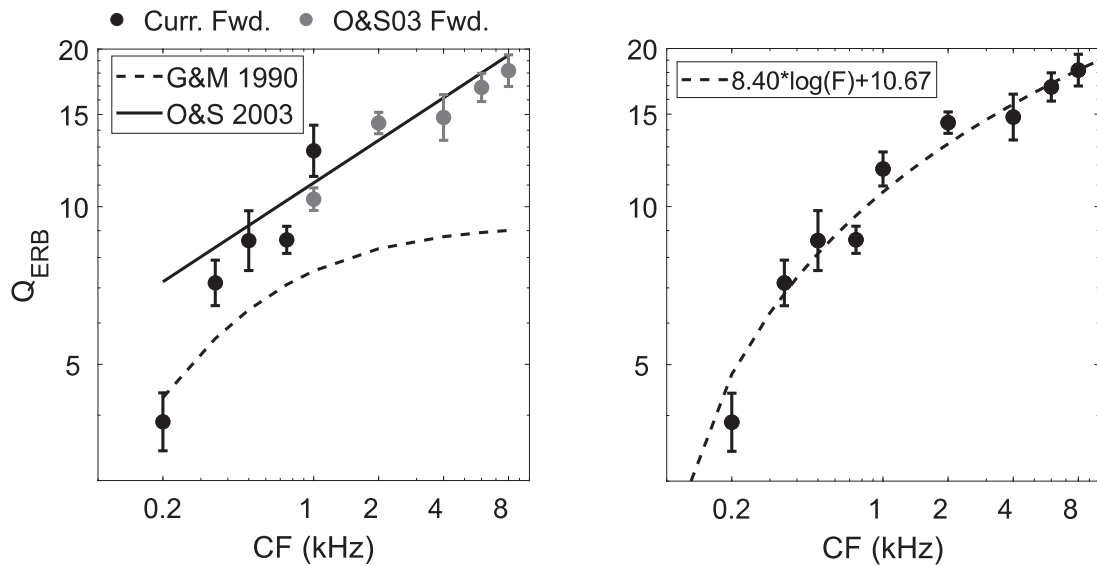 Curr. Fwd. O&S03 Fwd.
20
15
10
5
Q_ERB
G&M 1990
O&S 2003
0.2 1 2 4 8
CF (kHz)
20
15
10
5
8.40*log(F)+10.67
0.2 1 2 4 8
CF (kHz)